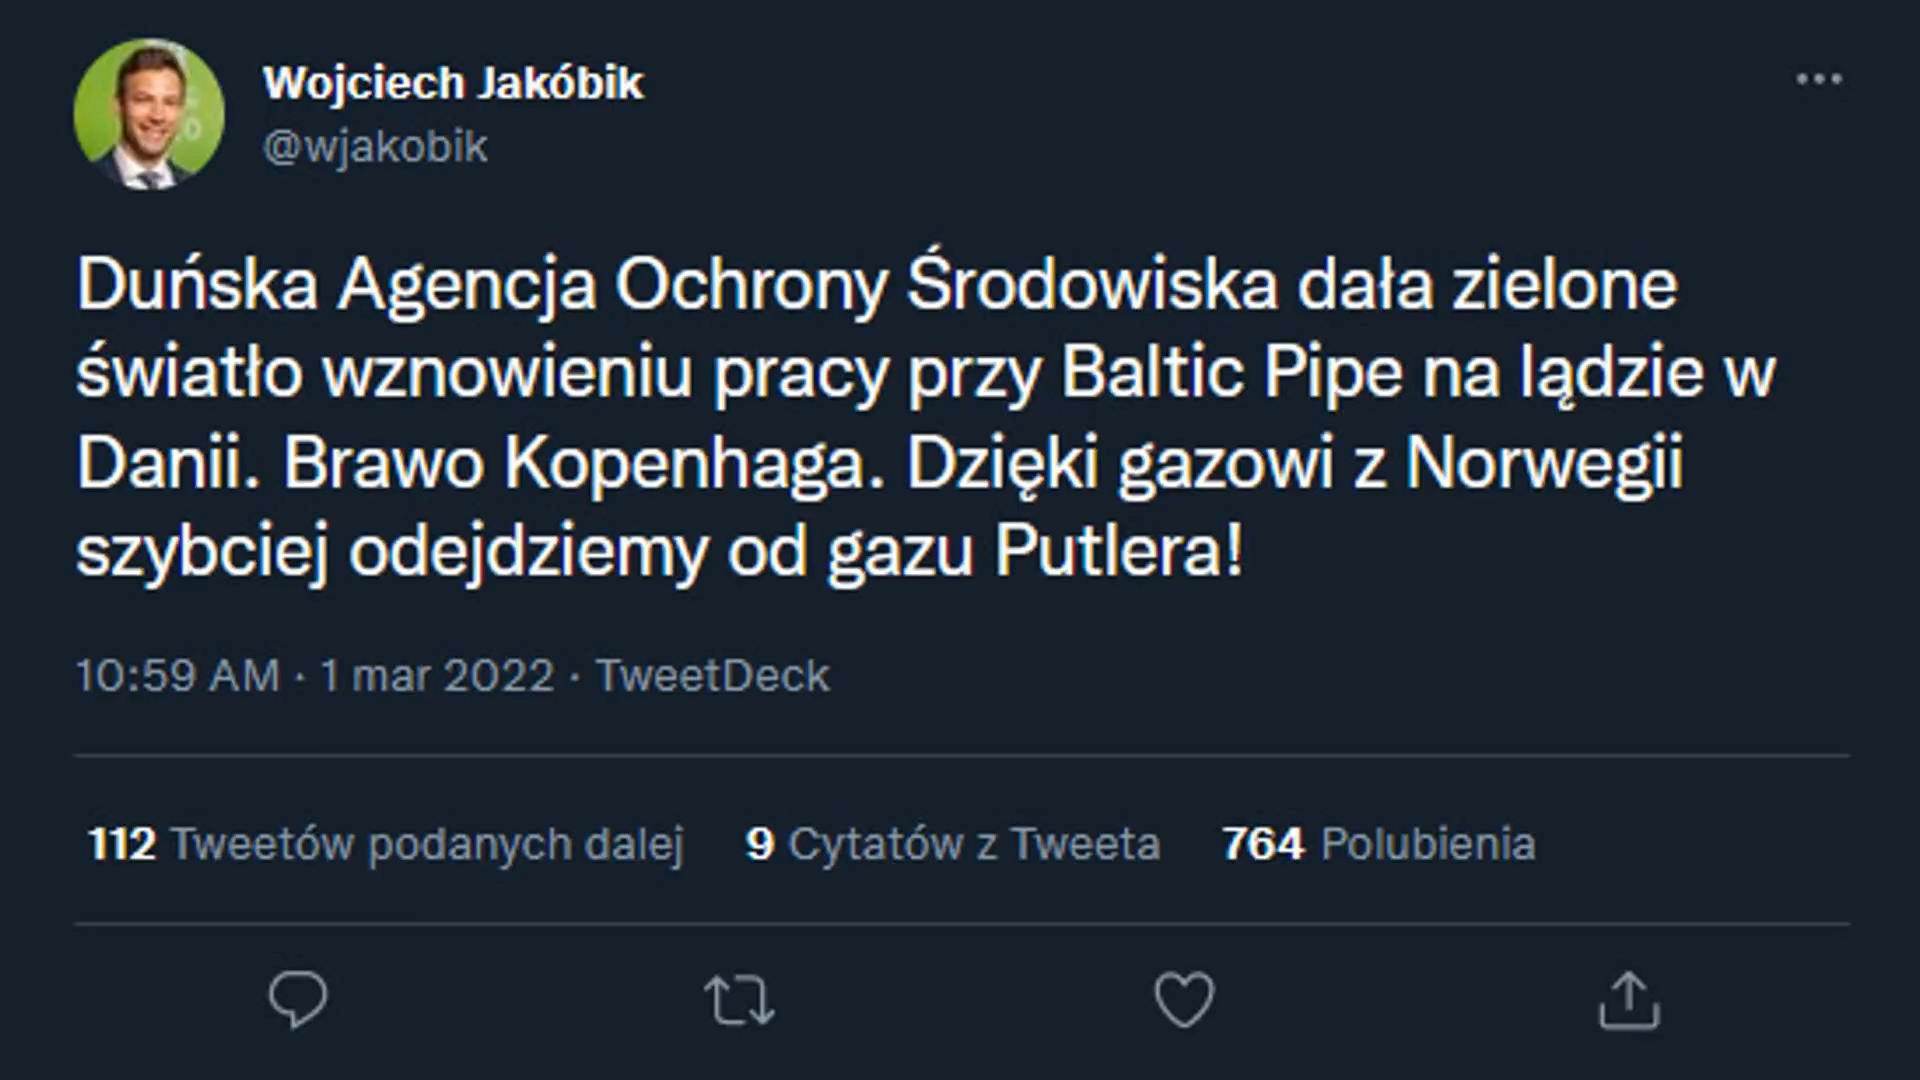 Wojciech Jakóbik
@wjakobik
Duńska Agencja Ochrony Środowiska dała zielone
światło wznowieniu pracy przy Baltic Pipe na lądzie w
Danii. Brawo Kopenhaga. Dzięki gazowi z Norwegii
szybciej odejdziemy od gazu Putlera!
10:59 AM · 1 mar 2022 · TweetDeck
112 Tweetów podanych dalej 9 Cytatów z Tweeta 764 Polubienia